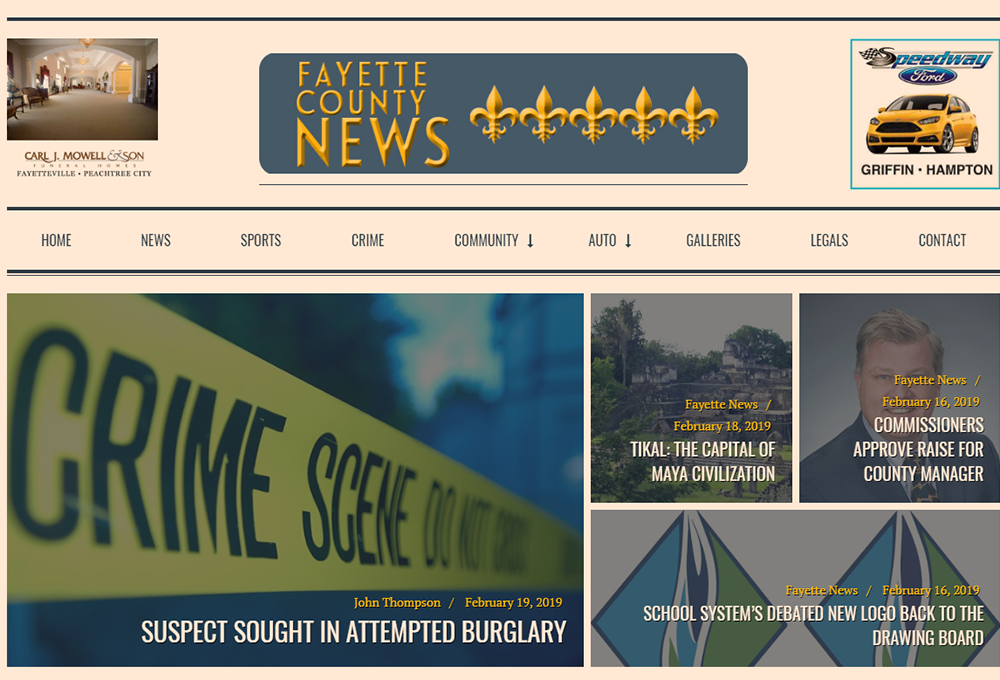 CARL J. MOWELL & SON
FUNERAL HOMES
FAYETTEVILLE • PEACHTREE CITY
FAYETTE
COUNTY
NEWS
Speedway
Ford
GRIFFIN • HAMPTON
HOME NEWS SPORTS CRIME COMMUNITY AUTO GALLERIES LEGALS CONTACT
CRIME SCENE DO NOT CROSS
John Thompson / February 19, 2019
SUSPECT SOUGHT IN ATTEMPTED BURGLARY
Fayette News /
February 18, 2019
TIKAL: THE CAPITAL OF
MAYA CIVILIZATION
Fayette News /
February 16, 2019
COMMISSIONERS
APPROVE RAISE FOR
COUNTY MANAGER
Fayette News / February 16, 2019
SCHOOL SYSTEM’S DEBATED NEW LOGO BACK TO THE
DRAWING BOARD